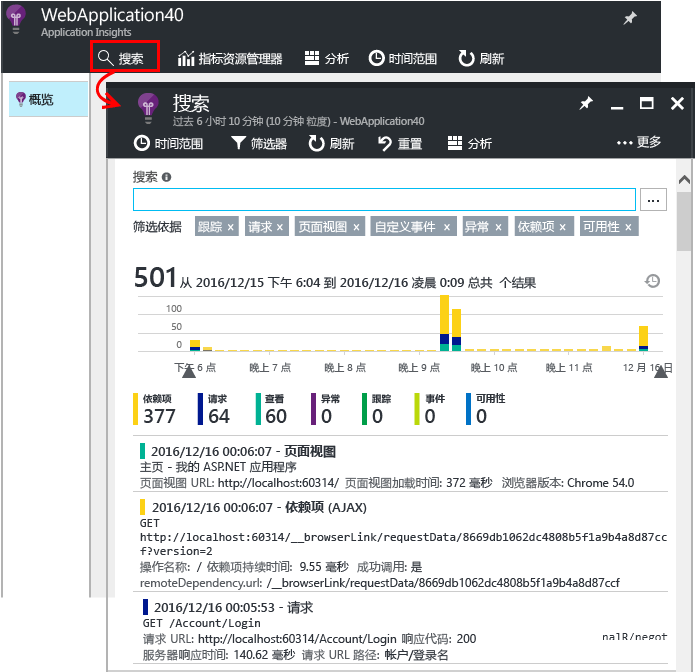 WebApplication40
Application Insights
搜索 指标资源管理器 分析 时间范围 刷新
概览
搜索
过去 6 小时 10 分钟 (10 分钟 粒度) - WebApplication40
时间范围 筛选器 刷新 重置 分析 ••• 更多
搜索
...
筛选依据 跟踪 × 请求 × 页面视图 × 自定义事件 × 异常 × 依赖项 × 可用性 ×
501 从 2016/12/15 下午 6:04 到 2016/12/16 凌晨 0:09 总共 个结果
100
50
0
下午 6 点 晚上 7 点 晚上 8 点 晚上 9 点 晚上 10 点 晚上 11 点 12 月 16 日
依赖项 请求 查看 异常 跟踪 事件 可用性
377 64 60 0 0 0 0
2016/12/16 00:06:07 - 页面视图
主页 - 我的 ASP.NET 应用程序
页面视图 URL: http://localhost:60314/ 页面视图加载时间: 372 毫秒 浏览器版本: Chrome 54.0
2016/12/16 00:06:07 - 依赖项 (AJAX)
GET
http://localhost:60314/__browserLink/requestData/8669db1062dc4808b5f1a9b4a8d87cc
f?version=2
操作名称: / 依赖项持续时间: 9.55 毫秒 成功调用: 是
remoteDependency.url: /__browserLink/requestData/8669db1062dc4808b5f1a9b4a8d87ccf
2016/12/16 00:05:53 - 请求
GET /Account/Login
请求 URL: http://localhost:60314/Account/Login 响应代码: 200 nalR/negot
服务器响应时间: 140.62 毫秒 请求 URL 路径: 帐户/登录名